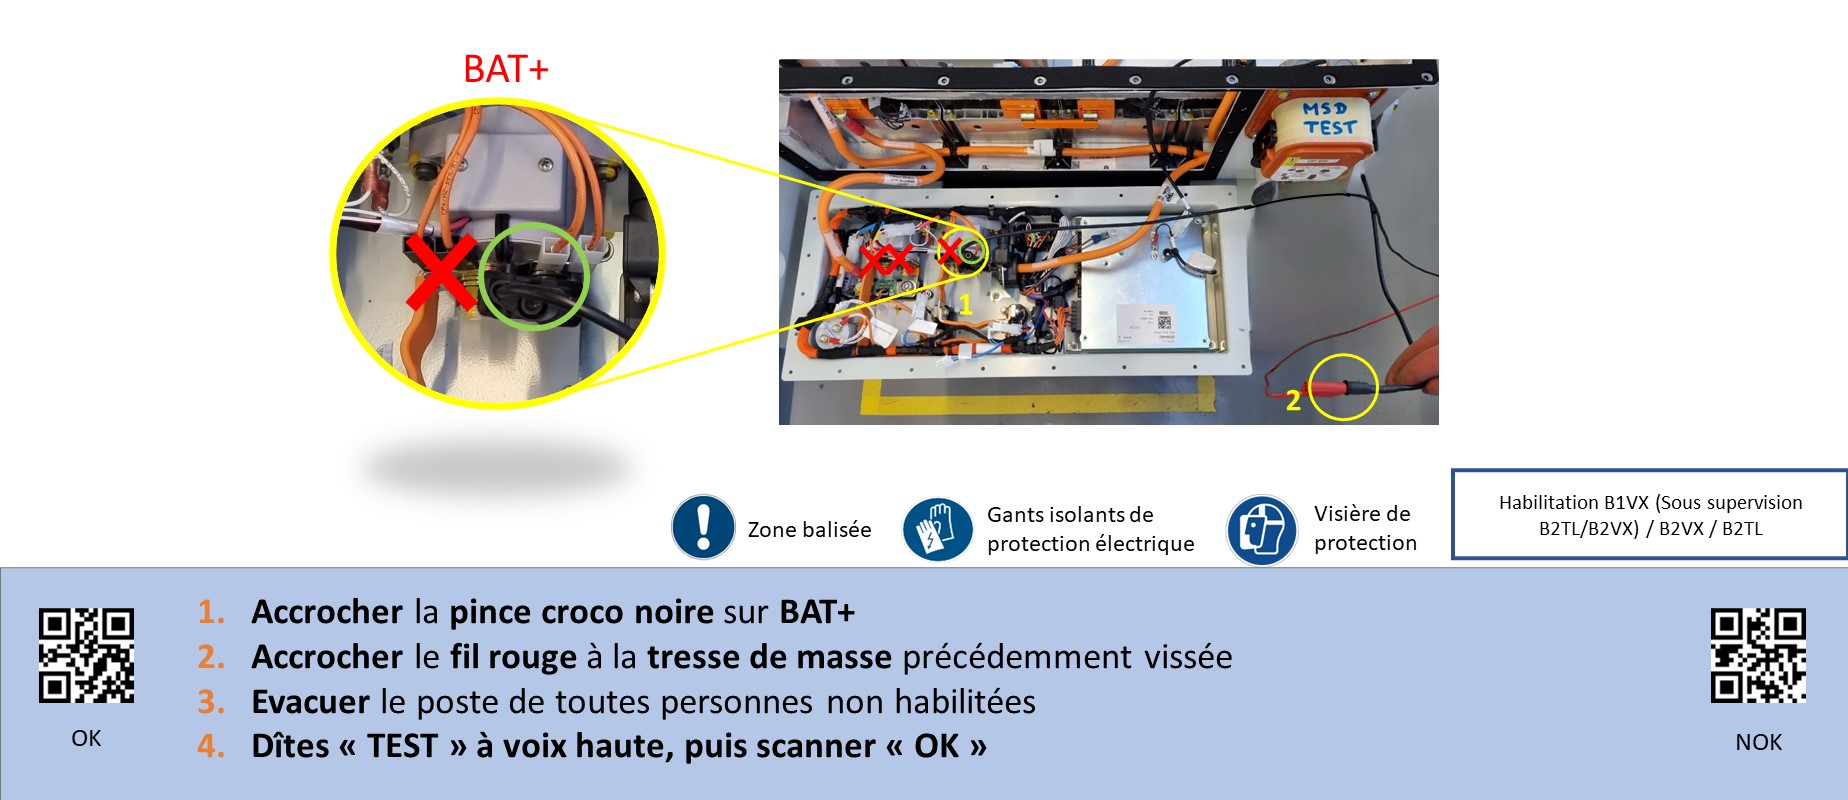 BAT+
MSD
TEST
1
2
Zone balisée
Gants isolants de
protection électrique
Visière de
protection
Habilitation B1VX (Sous supervision
B2TL/B2VX) / B2VX / B2TL
1. Accrocher la pince croco noire sur BAT+
2. Accrocher le fil rouge à la tresse de masse précédemment vissée
3. Evacuer le poste de toutes personnes non habilitées
4. Dîtes « TEST » à voix haute, puis scanner « OK »
OK
NOK